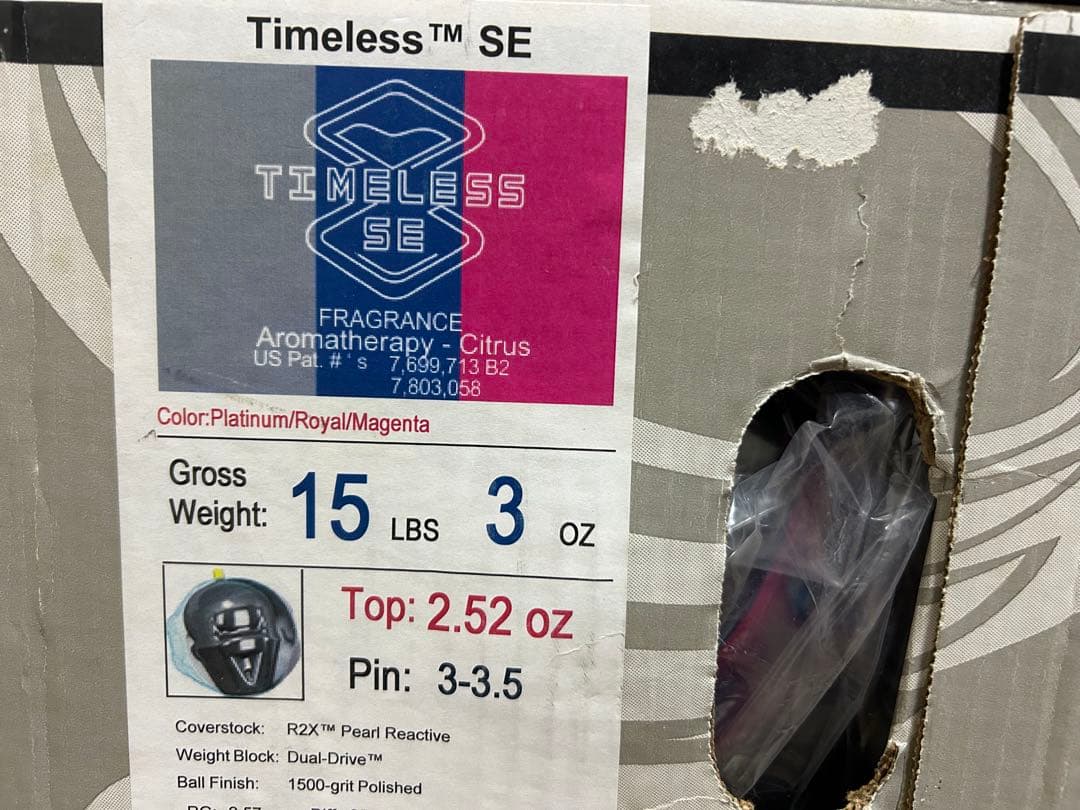 Timeless™ SE
TIMELESS
SE
FRAGRANCE
Aromatherapy - Citrus
US Pat. # ' s 7,699,713 B2
7,803,058
Color:Platinum/Royal/Magenta
Gross
Weight: 15 LBS 3 OZ
Top: 2.52 oz
Pin: 3-3.5
Coverstock: R2X™ Pearl Reactive
Weight Block: Dual-Drive™
Ball Finish: 1500-grit Polished